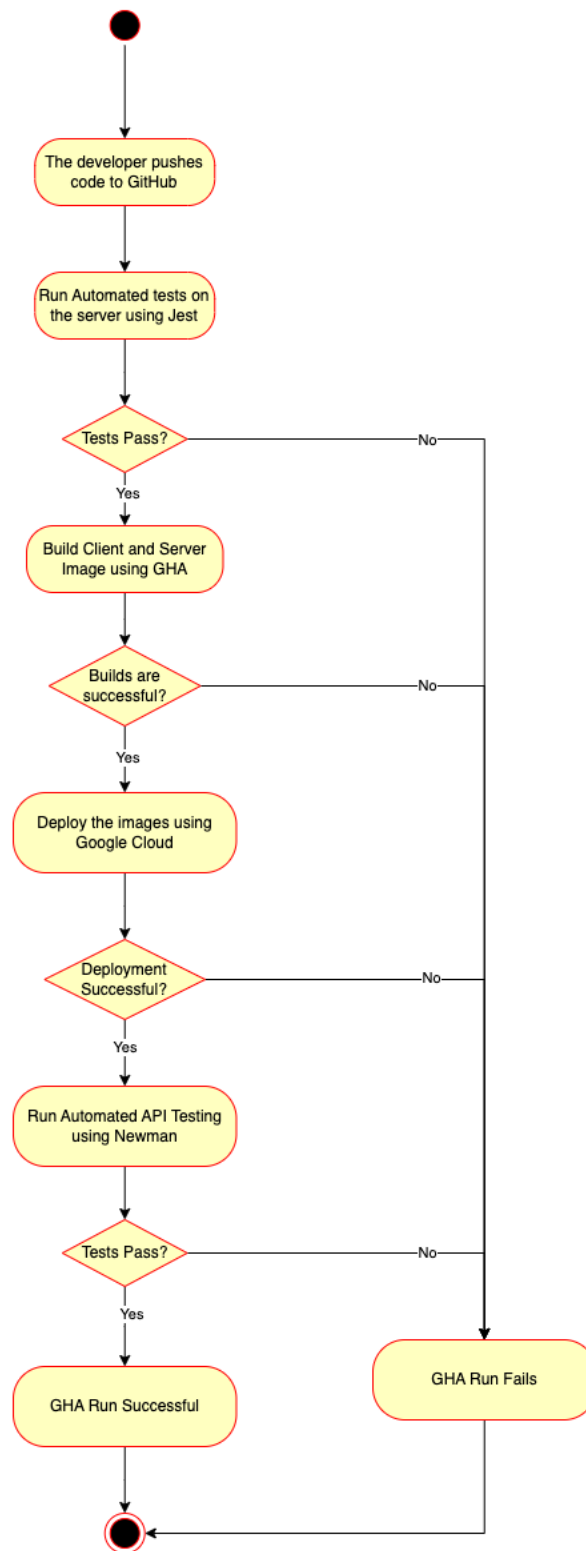 The developer pushes
code to GitHub
Run Automated tests on
the server using Jest
Tests Pass?
No
Yes
Build Client and Server
Image using GHA
Builds are
successful?
No
Yes
Deploy the images using
Google Cloud
Deployment
Successful?
No
Yes
Run Automated API Testing
using Newman
Tests Pass?
No
Yes
GHA Run Fails
GHA Run Successful